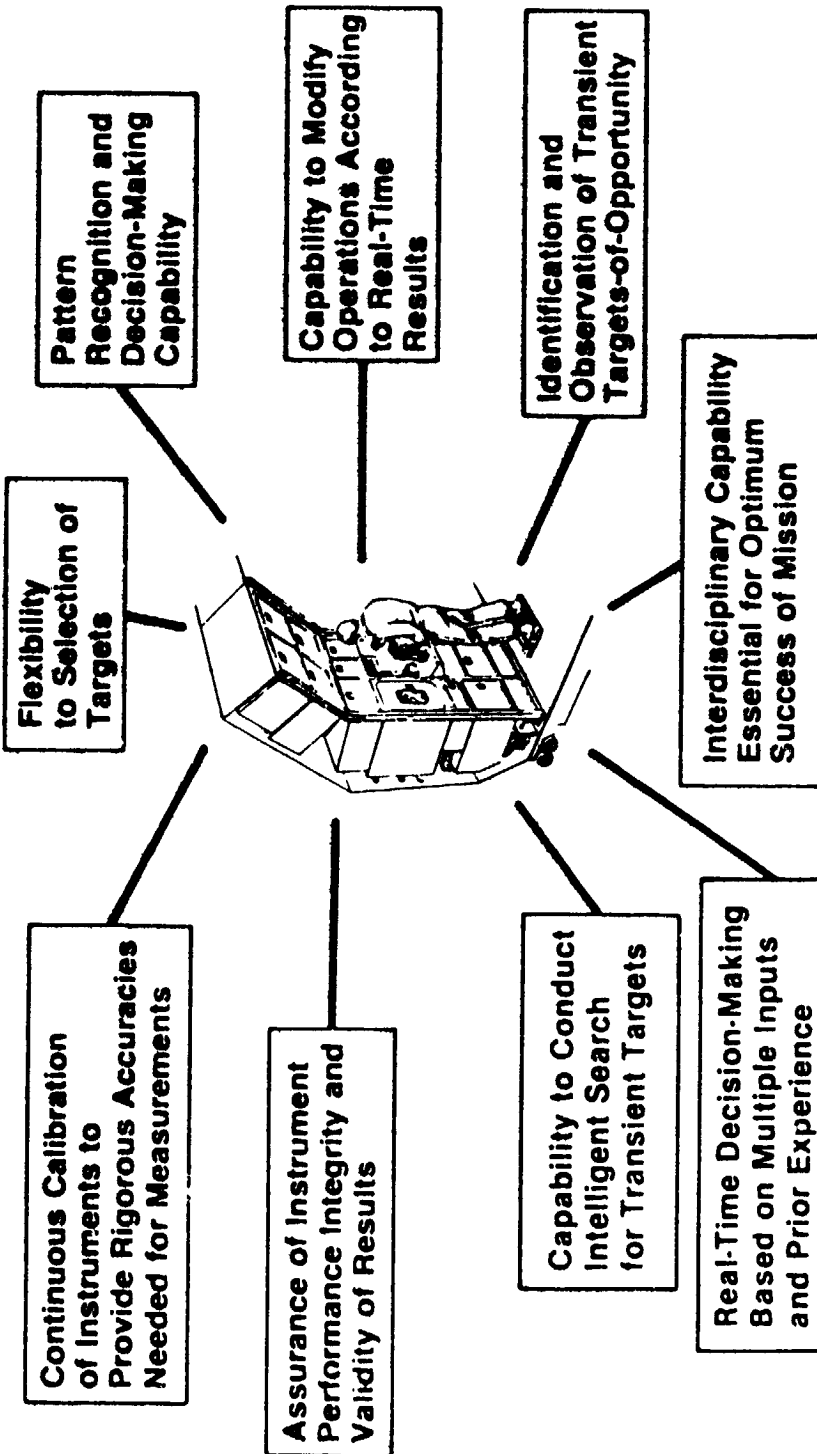 Flexibility
to Selection of
Targets
Pattern
Recognition and
Decision-Making
Capability
Capability to Modify
Operations According
to Real-Time
Results
Identification and
Observation of Transient
Targets-of-Opportunity
Interdisciplinary Capability
Essential for Optimum
Success of Mission
Real-Time Decision-Making
Based on Multiple Inputs
and Prior Experience
Capability to Conduct
Intelligent Search
for Transient Targets
Assurance of Instrument
Performance Integrity and
Validity of Results
Continuous Calibration
of Instruments to
Provide Rigorous Accuracies
Needed for Measurements